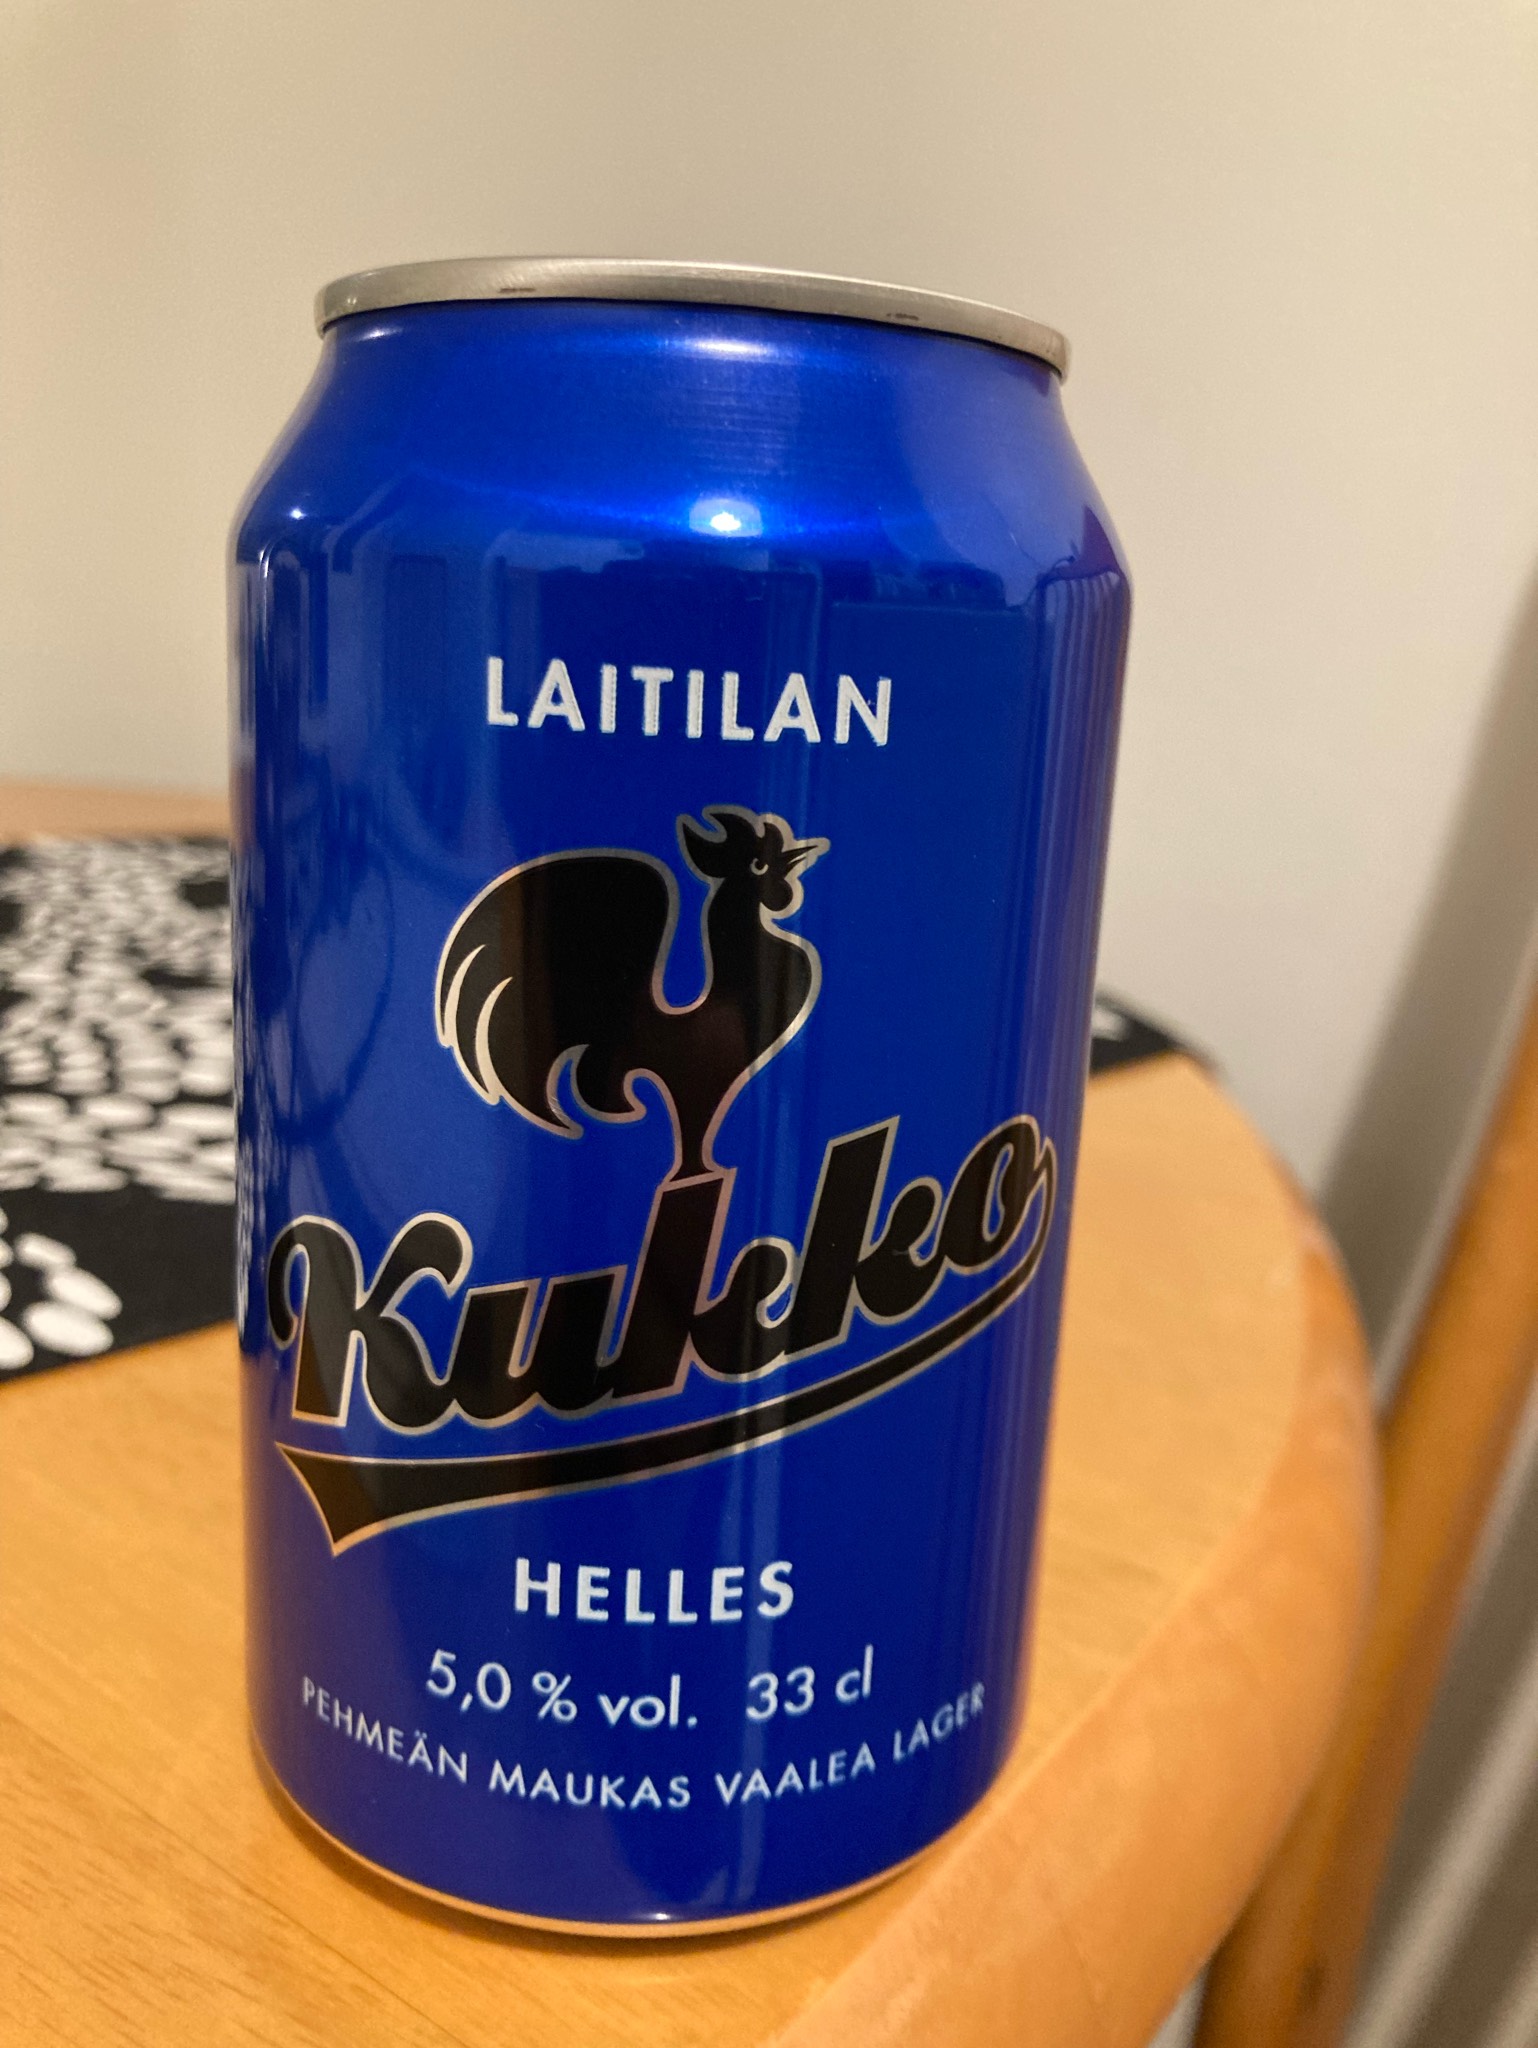 LAITILAN
Kukko
HELLES
5,0 % vol. 33 cl
PEHMEÄN MAUKAS VAALEA LAGER